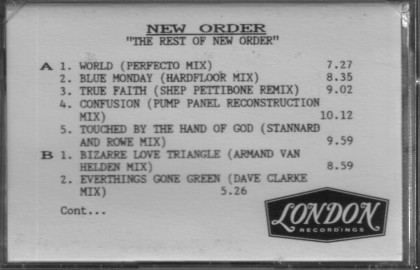 NEW ORDER
"THE REST OF NEW ORDER"
A 1. WORLD (PERFECTO MIX) 7.27
2. BLUE MONDAY (HARDFLOOR MIX) 8.35
3. TRUE FAITH (SHEP PETTIBONE REMIX) 9.02
4. CONFUSION (PUMP PANEL RECONSTRUCTION
MIX) 10.12
5. TOUCHED BY THE HAND OF GOD (STANNARD
AND ROWE MIX) 9.59
B 1. BIZARRE LOVE TRIANGLE (ARMAND VAN
HELDEN MIX) 8.59
2. EVERTHINGS GONE GREEN (DAVE CLARKE
MIX) 5.26
Cont...
LONDON
RECORDINGS